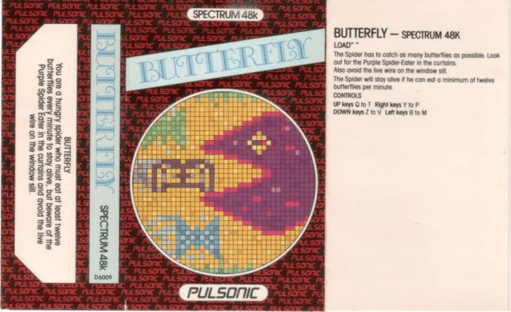 BUTTERFLY
You are a hungry spider who must eat at least twelve
butterflies every minute to stay alive, but beware of the
Purple Spider-Eater in the curtains and avoid the live
wire on the window sill.
BUTTERFLY
SPECTRUM 48K
D6009
SPECTRUM 48k
BUTTERFLY
PULSONIC
BUTTERFLY — SPECTRUM 48K
LOAD" "
The Spider has to catch as many butterflies as possible. Look
out for the Purple Spider-Eater in the curtains.
Also avoid the live wire on the window sill.
The Spider will stay alive if he can eat a minimum of twelve
butterflies per minute.
CONTROLS
UP keys Q to T Right keys Y to P
DOWN keys Z to V Left keys B to M